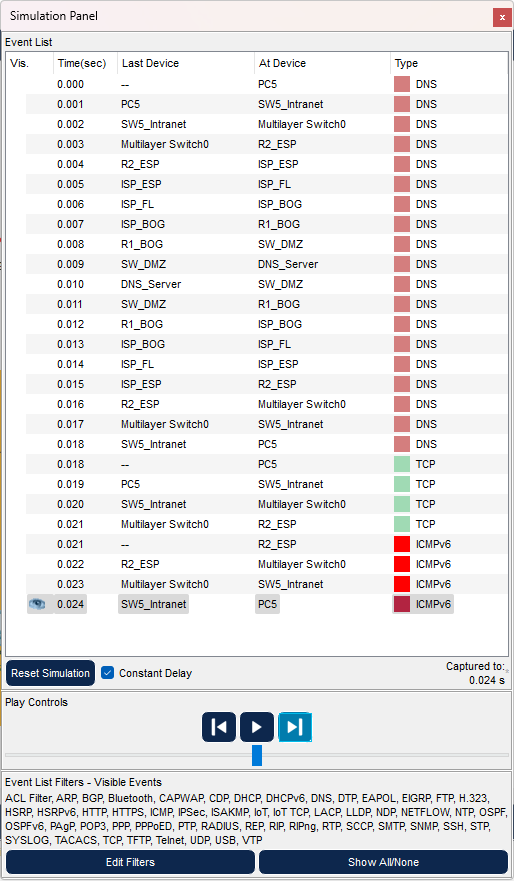 Simulation Panel
x
Event List
Vis. Time(sec) Last Device At Device Type
0.000 -- PC5 DNS
0.001 PC5 SW5_Intranet DNS
0.002 SW5_Intranet Multilayer Switch0 DNS
0.003 Multilayer Switch0 R2_ESP DNS
0.004 R2_ESP ISP_ESP DNS
0.005 ISP_ESP ISP_FL DNS
0.006 ISP_FL ISP_BOG DNS
0.007 ISP_BOG R1_BOG DNS
0.008 R1_BOG SW_DMZ DNS
0.009 SW_DMZ DNS_Server DNS
0.010 DNS_Server SW_DMZ DNS
0.011 SW_DMZ R1_BOG DNS
0.012 R1_BOG ISP_BOG DNS
0.013 ISP_BOG ISP_FL DNS
0.014 ISP_FL ISP_ESP DNS
0.015 ISP_ESP R2_ESP DNS
0.016 R2_ESP Multilayer Switch0 DNS
0.017 Multilayer Switch0 SW5_Intranet DNS
0.018 SW5_Intranet PC5 DNS
0.018 -- PC5 TCP
0.019 PC5 SW5_Intranet TCP
0.020 SW5_Intranet Multilayer Switch0 TCP
0.021 Multilayer Switch0 R2_ESP TCP
0.021 -- R2_ESP ICMPv6
0.022 R2_ESP Multilayer Switch0 ICMPv6
0.023 Multilayer Switch0 SW5_Intranet ICMPv6
0.024 SW5_Intranet PC5 ICMPv6
Reset Simulation Constant Delay
Captured to:
0.024 s
Play Controls
Event List Filters - Visible Events
ACL Filter, ARP, BGP, Bluetooth, CAPWAP, CDP, DHCP, DHCPv6, DNS, DTP, EAPOL, EIGRP, FTP, H.323,
HSRP, HSRPv6, HTTP, HTTPS, ICMP, IPSec, ISAKMP, IoT, IoT TCP, LACP, LLDP, NDP, NETFLOW, NTP, OSPF,
OSPFv6, PAgP, POP3, PPP, PPPoED, PTP, RADIUS, REP, RIP, RIPng, RTP, SCCP, SMTP, SNMP, SSH, STP,
SYSLOG, TACACS, TCP, TFTP, Telnet, UDP, USB, VTP
Edit Filters Show All/None